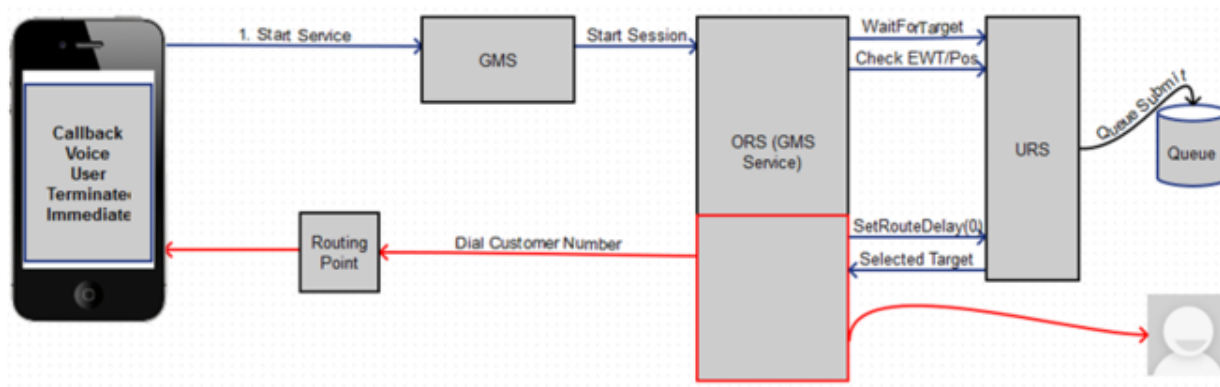 1. Start Service
GMS
Start Session
WaitForTarget
Check EWT/Pos
Queue Submit
Queue
URS
ORS (GMS
Service)
Callback
Voice
User
Terminate
Immediate
SetRouteDelay(0)
Selected Target
Dial Customer Number
Routing
Point